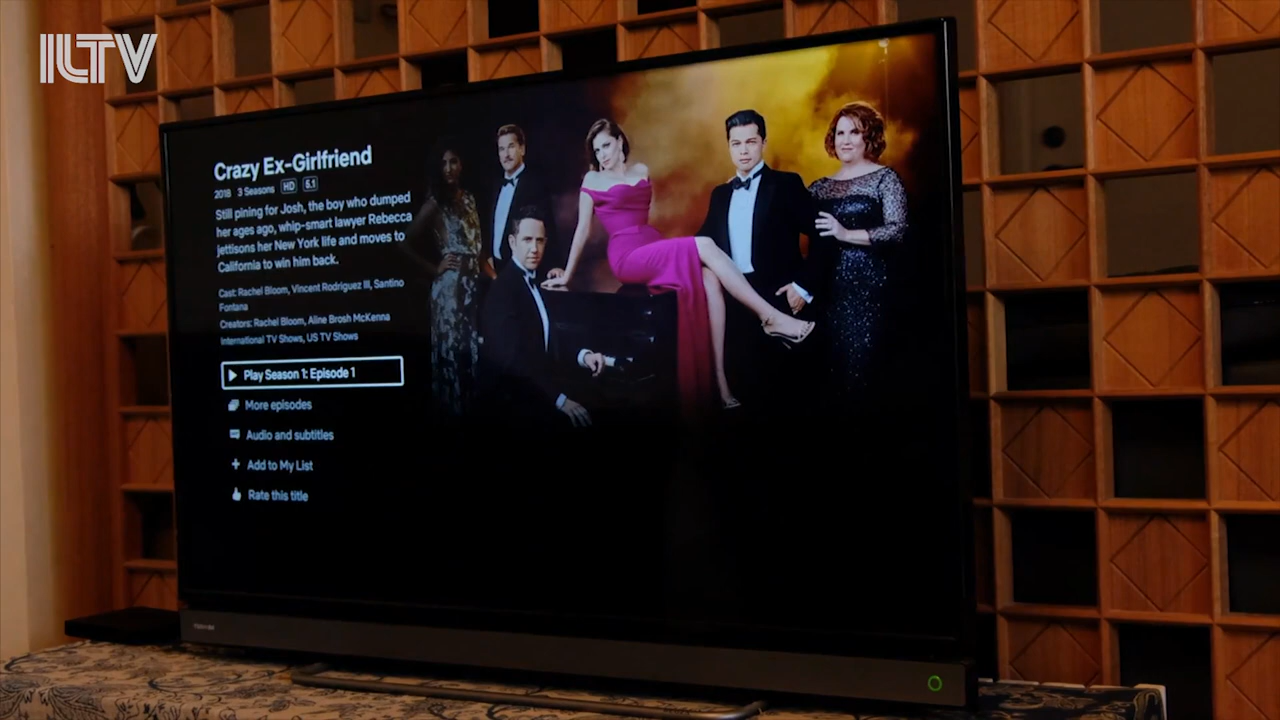 ILTV
Crazy Ex-Girlfriend
2018 3 Seasons HD 5.1
Still pining for Josh, the boy who dumped
her ages ago, whip-smart lawyer Rebecca
jettisons her New York life and moves to
California to win him back.
Cast: Rachel Bloom, Vincent Rodriguez III, Santino
Fontana
Creators: Rachel Bloom, Aline Brosh McKenna
International TV Shows, US TV Shows
Play Season 1: Episode 1
More episodes
Audio and subtitles
Add to My List
Rate this title
TOSHIBA